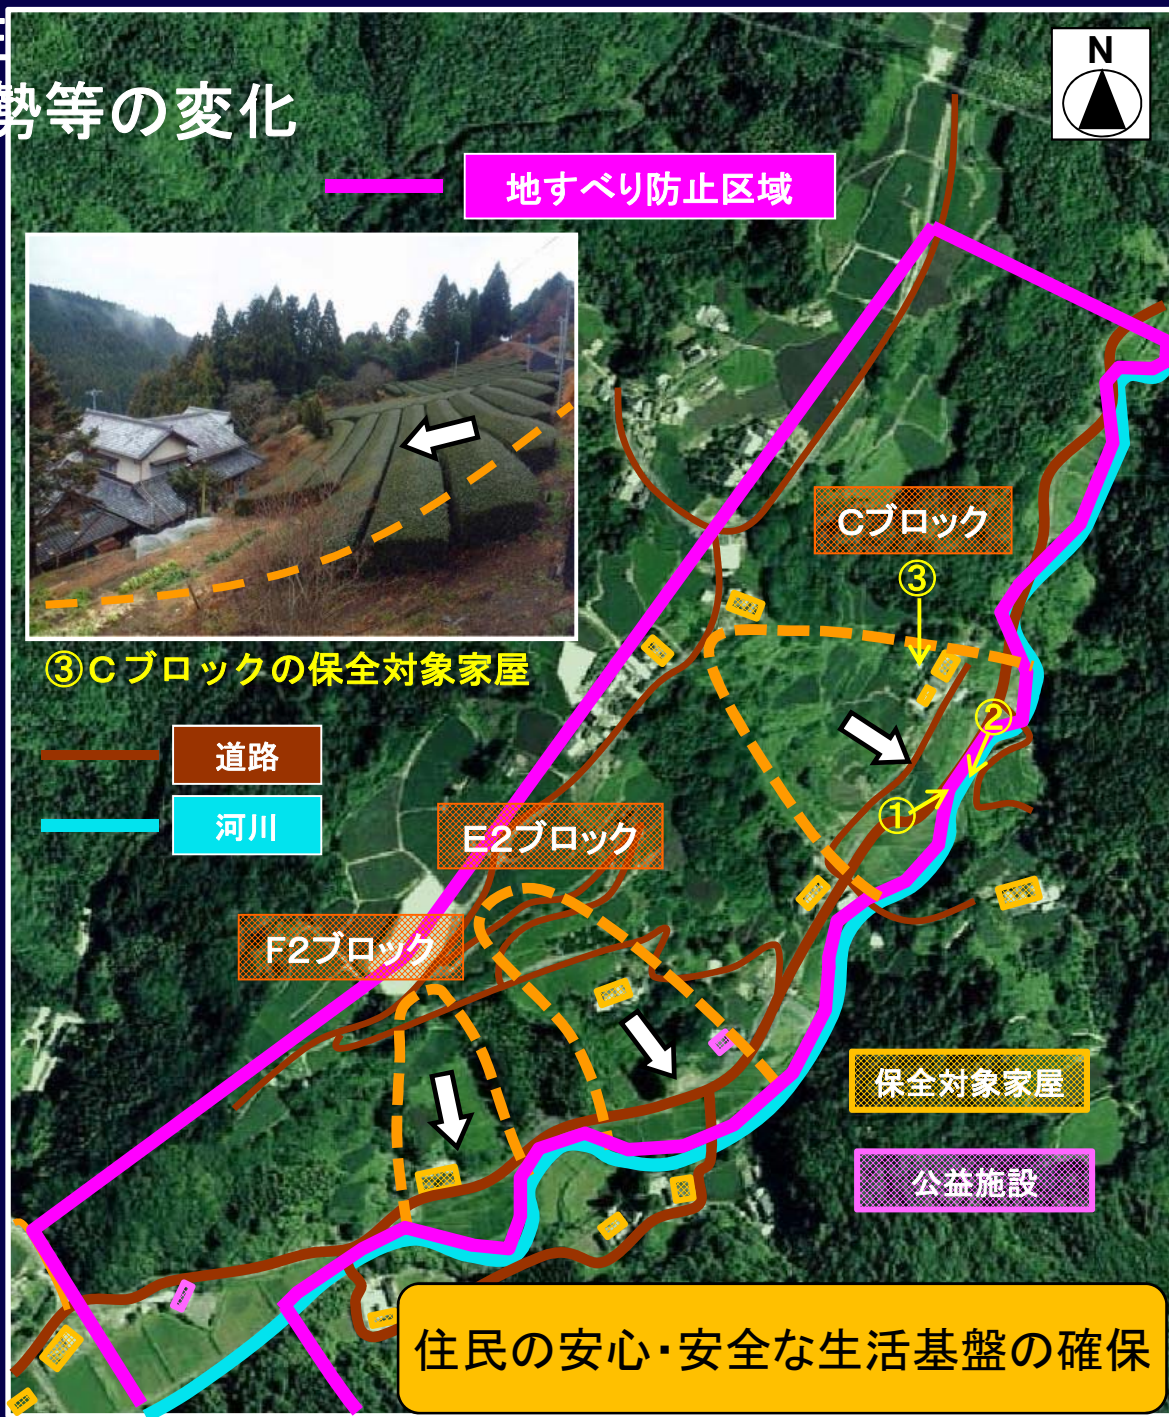 勢等の変化
N
地すべり防止区域
Cブロック
③
③Cブロックの保全対象家屋
②
道路
①
河川
E2ブロック
F2ブロック
保全対象家屋
公益施設
住民の安心・安全な生活基盤の確保